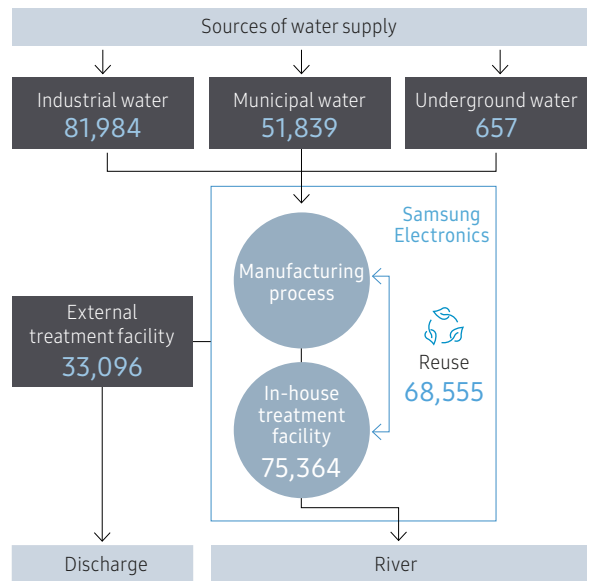 Sources of water supply
Industrial water
81,984
Municipal water
51,839
Underground water
657
Samsung
Electronics
Manufacturing
process
External
treatment facility
33,096
Reuse
68,555
In-house
treatment
facility
75,364
Discharge
River